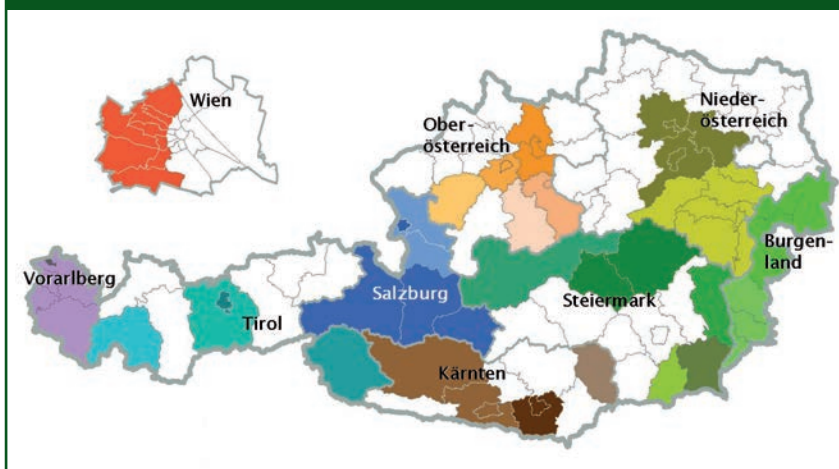 Wien
Ober-
österreich
Nieder-
österreich
Vorarlberg
Tirol
Salzburg
Steiermark
Burgen-
land
Kärnten